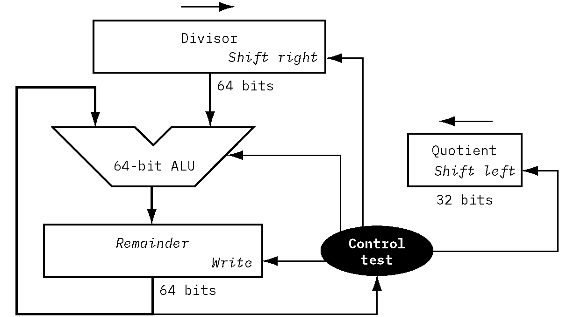 Divisor
Shift right
64 bits
64-bit ALU
Quotient
Shift left
32 bits
Remainder
Write
Control
test
64 bits